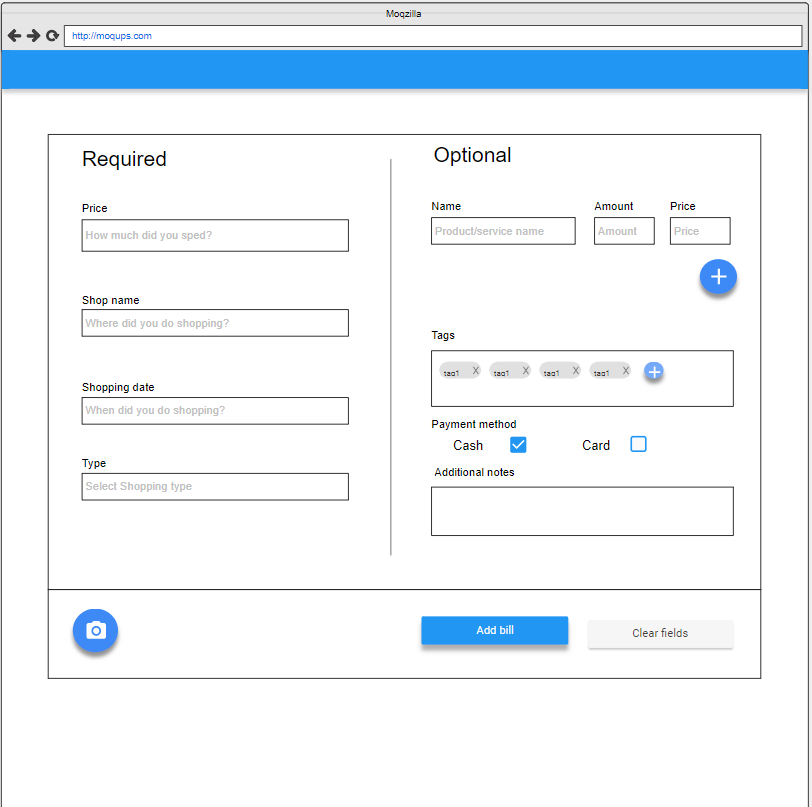 Moqzilla
http://moqups.com
Required
Price
How much did you sped?
Shop name
Where did you do shopping?
Shopping date
When did you do shopping?
Type
Select Shopping type
Optional
Name Amount Price
Product/service name Amount Price
Tags
tag1 X tag1 X tag1 X tag1 X
Payment method
Cash Card
Additional notes
Add bill Clear fields